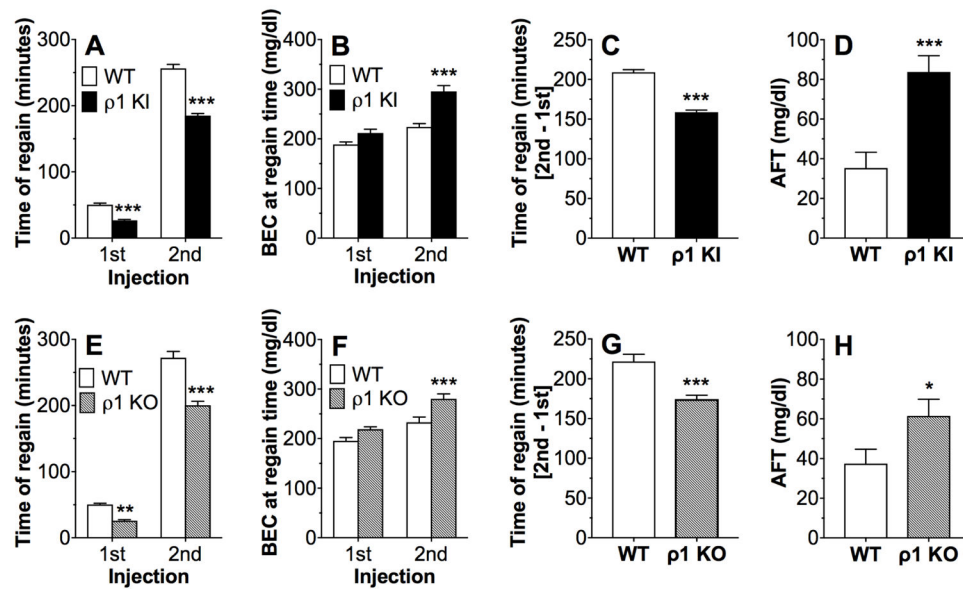 A
Time of regain (minutes)
300
200
100
0
WT
ρ1 KI
***
***
1st 2nd
Injection
B
BEC at regain time (mg/dl)
400
300
200
100
0
WT
ρ1 KI
***
1st 2nd
Injection
C
Time of regain (minutes)
[2nd - 1st]
250
200
150
100
50
0
***
WT ρ1 KI
D
AFT (mg/dl)
100
80
60
40
20
0
***
WT ρ1 KI
E
Time of regain (minutes)
300
200
100
0
WT
ρ1 KO
***
**
1st 2nd
Injection
F
BEC at regain time (mg/dl)
400
300
200
100
0
WT
ρ1 KO
***
1st 2nd
Injection
G
Time of regain (minutes)
[2nd - 1st]
250
200
150
100
50
0
***
WT ρ1 KO
H
AFT (mg/dl)
100
80
60
40
20
0
*
WT ρ1 KO